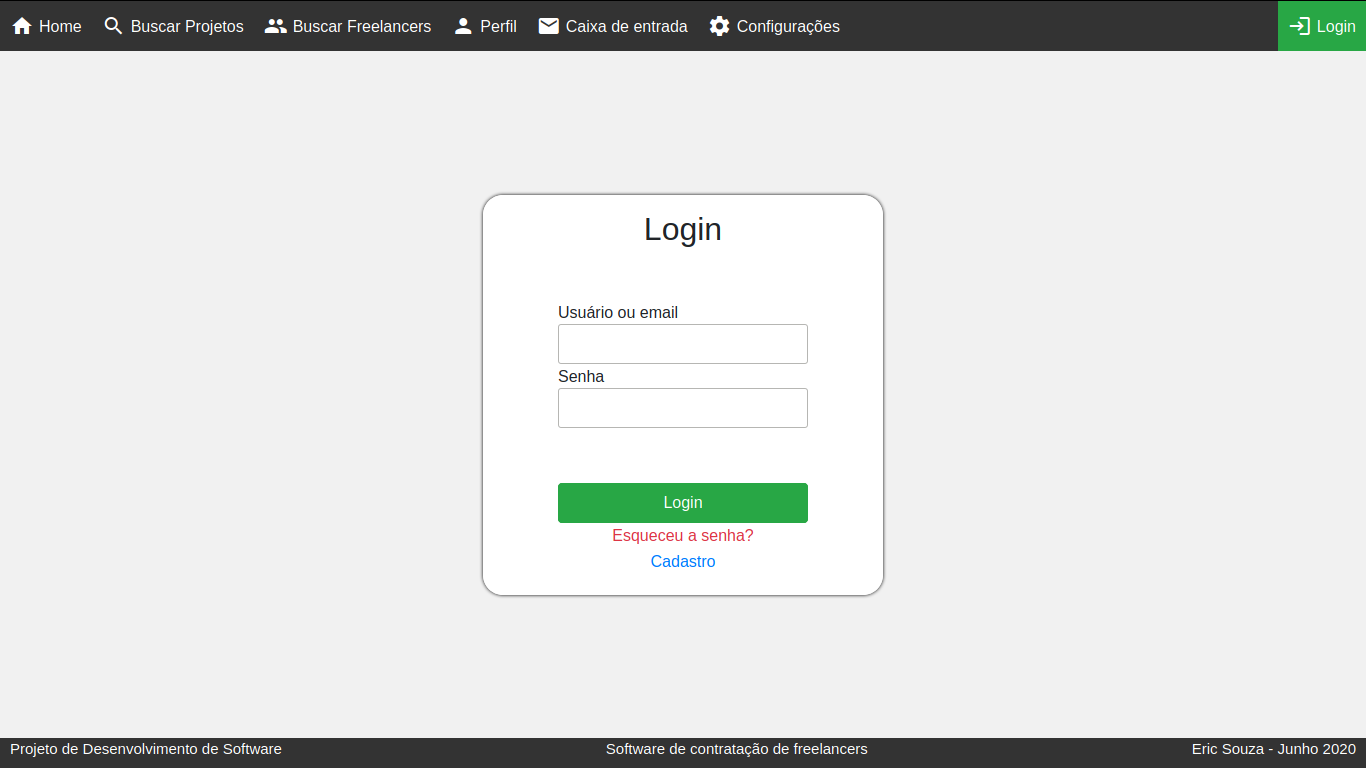 Home Buscar Projetos Buscar Freelancers Perfil Caixa de entrada Configurações Login
Login
Usuário ou email
Senha
Login
Esqueceu a senha?
Cadastro
Projeto de Desenvolvimento de Software Software de contratação de freelancers Eric Souza - Junho 2020